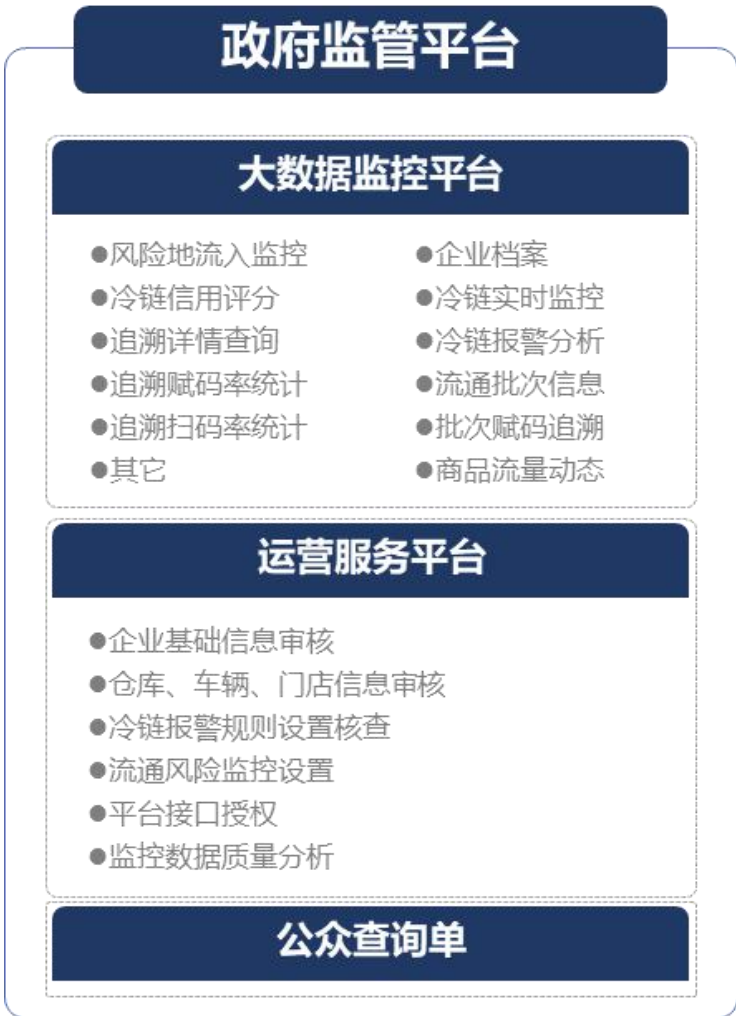 政府监管平台
大数据监控平台
●风险地流入监控
●冷链信用评分
●追溯详情查询
●追溯赋码率统计
●追溯扫码率统计
●其它
●企业档案
●冷链实时监控
●冷链报警分析
●流通批次信息
●批次赋码追溯
●商品流量动态
运营服务平台
●企业基础信息审核
●仓库、车辆、门店信息审核
●冷链报警规则设置核查
●流通风险监控设置
●平台接口授权
●监控数据质量分析
公众查询单